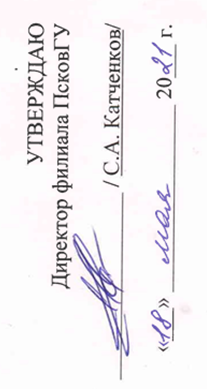 УТВЕРЖДАЮ
Директор филиала ПсковГУ
/ С.А. Катченков/
«18» мая 2021 г.